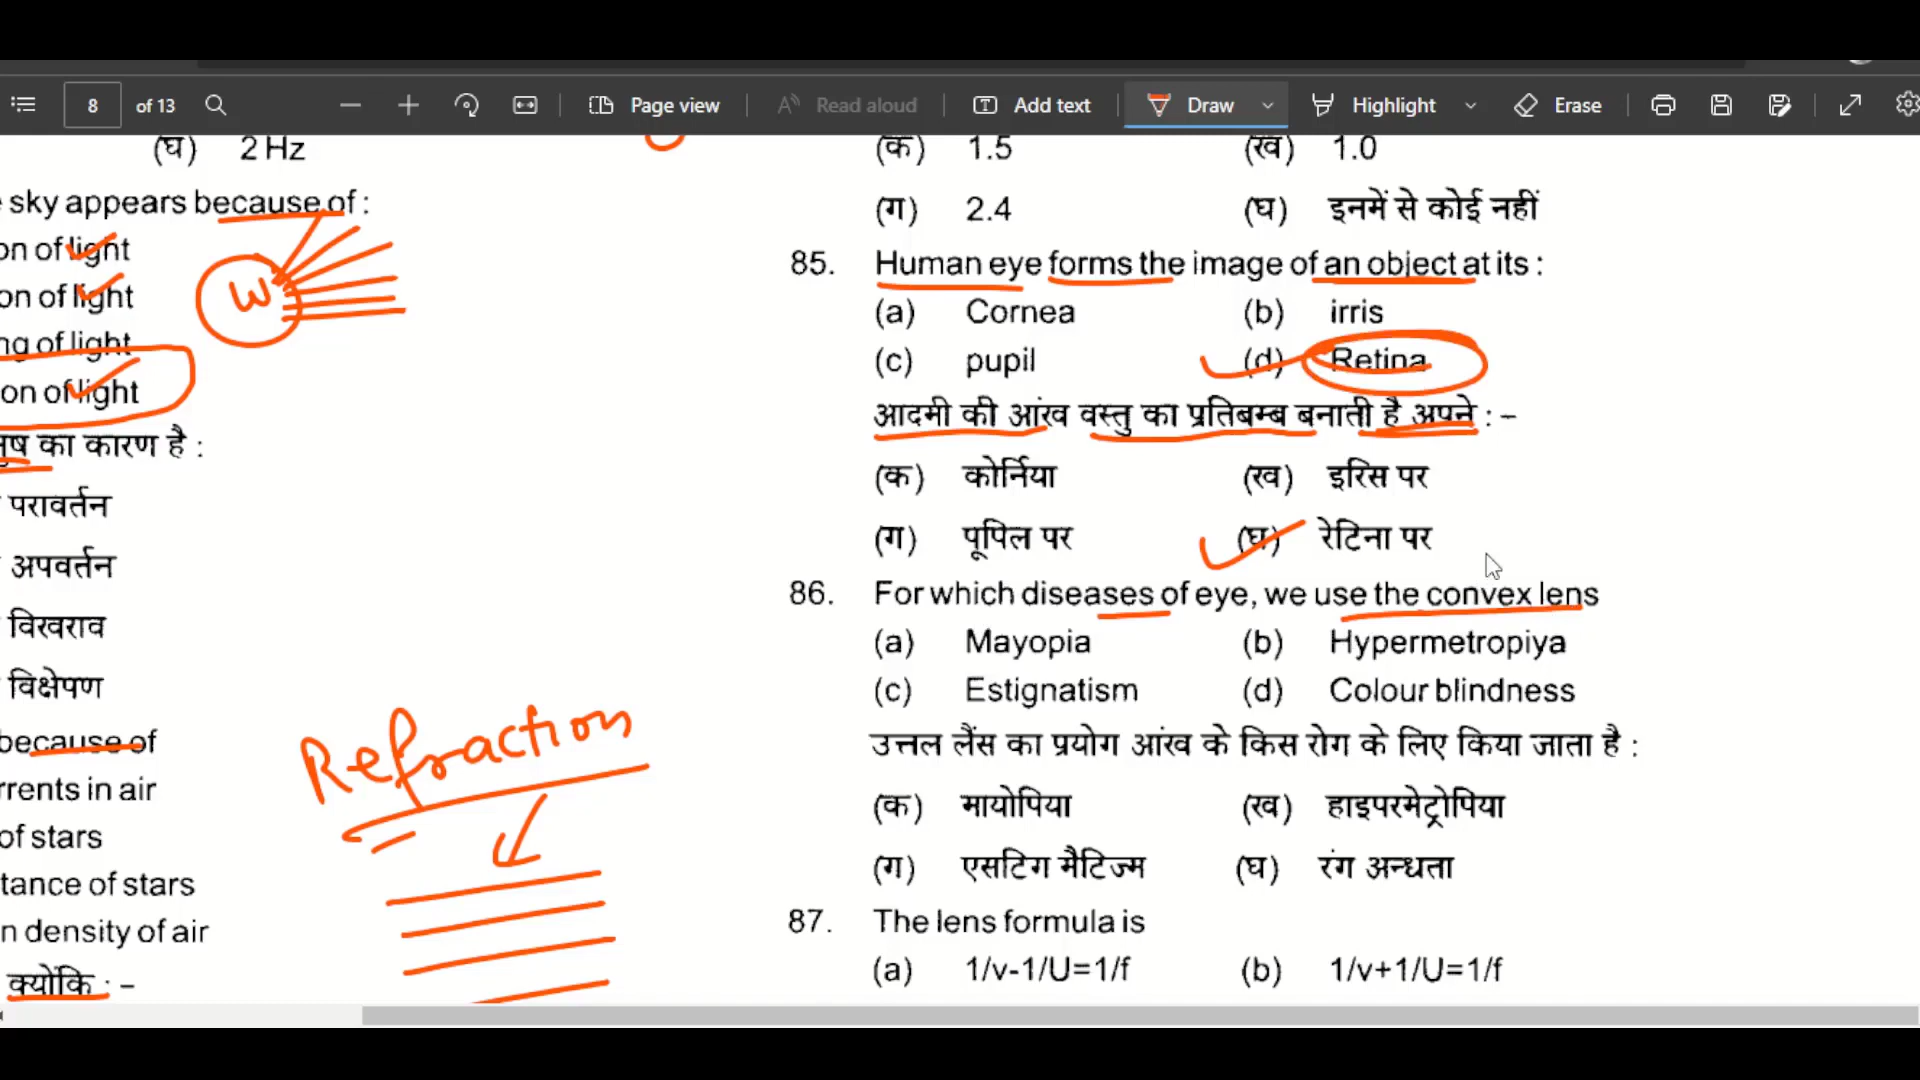 8 of 13 Page view Read aloud Add text Draw Highlight Erase
(घ) 2 Hz
sky appears because of :
on of light
on of light
ng of light
on of light
W
नुष का कारण है :
परावर्तन
अपवर्तन
विखराव
विक्षेपण
because of
rrents in air
of stars
tance of stars
n density of air
क्योंकि :–
Refraction
(क) 1.5 (ख) 1.0
(ग) 2.4 (घ) इनमें से कोई नहीं
85. Human eye forms the image of an object at its :
(a) Cornea (b) irris
(c) pupil (d) Retina
आदमी की आंख वस्तु का प्रतिबम्ब बनाती है अपने :–
(क) कोर्निया (ख) इरिस पर
(ग) पूपिल पर (घ) रेटिना पर
86. For which diseases of eye, we use the convex lens
(a) Mayopia (b) Hypermetropiya
(c) Estignatism (d) Colour blindness
उत्तल लैंस का प्रयोग आंख के किस रोग के लिए किया जाता है :
(क) मायोपिया (ख) हाइपरमेट्रोपिया
(ग) एसटिग मैटिज्म (घ) रंग अन्धता
87. The lens formula is
(a) 1/v-1/U=1/f (b) 1/v+1/U=1/f